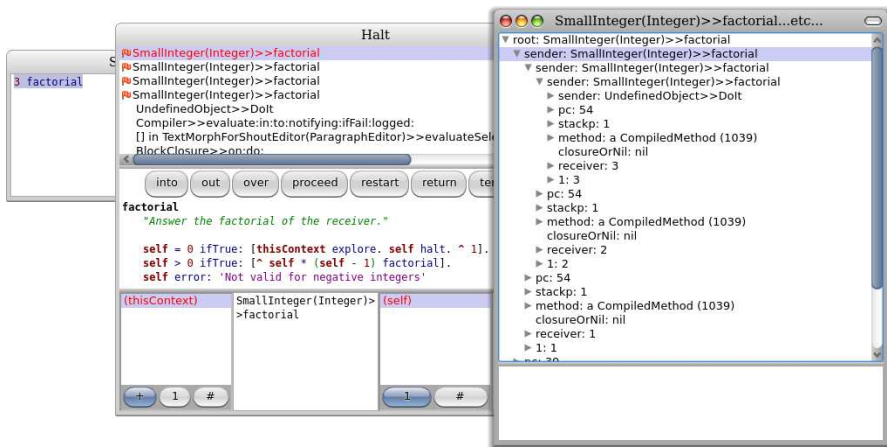 S
3 factorial
Halt
SmallInteger(Integer)>>factorial
SmallInteger(Integer)>>factorial
SmallInteger(Integer)>>factorial
SmallInteger(Integer)>>factorial
UndefinedObject>>DoIt
Compiler>>evaluate:in:to:notifying:ifFail:logged:
[] in TextMorphForShoutEditor(ParagraphEditor)>>evaluateSele
BlockClosure>>on:do:
into out over proceed restart return te
factorial
"Answer the factorial of the receiver."
self = 0 ifTrue: [thisContext explore. self halt. ^ 1].
self > 0 ifTrue: [^ self * (self - 1) factorial].
self error: 'Not valid for negative integers'
(thisContext)
+ 1 #
SmallInteger(Integer)>
>factorial
(self)
1 #
SmallInteger(Integer)>>factorial...etc...
root: SmallInteger(Integer)>>factorial
sender: SmallInteger(Integer)>>factorial
sender: SmallInteger(Integer)>>factorial
sender: SmallInteger(Integer)>>factorial
sender: UndefinedObject>>DoIt
pc: 54
stackp: 1
method: a CompiledMethod (1039)
closureOrNil: nil
receiver: 3
1: 3
pc: 54
stackp: 1
method: a CompiledMethod (1039)
closureOrNil: nil
receiver: 2
1: 2
pc: 54
stackp: 1
method: a CompiledMethod (1039)
closureOrNil: nil
receiver: 1
1: 1
pc: 39